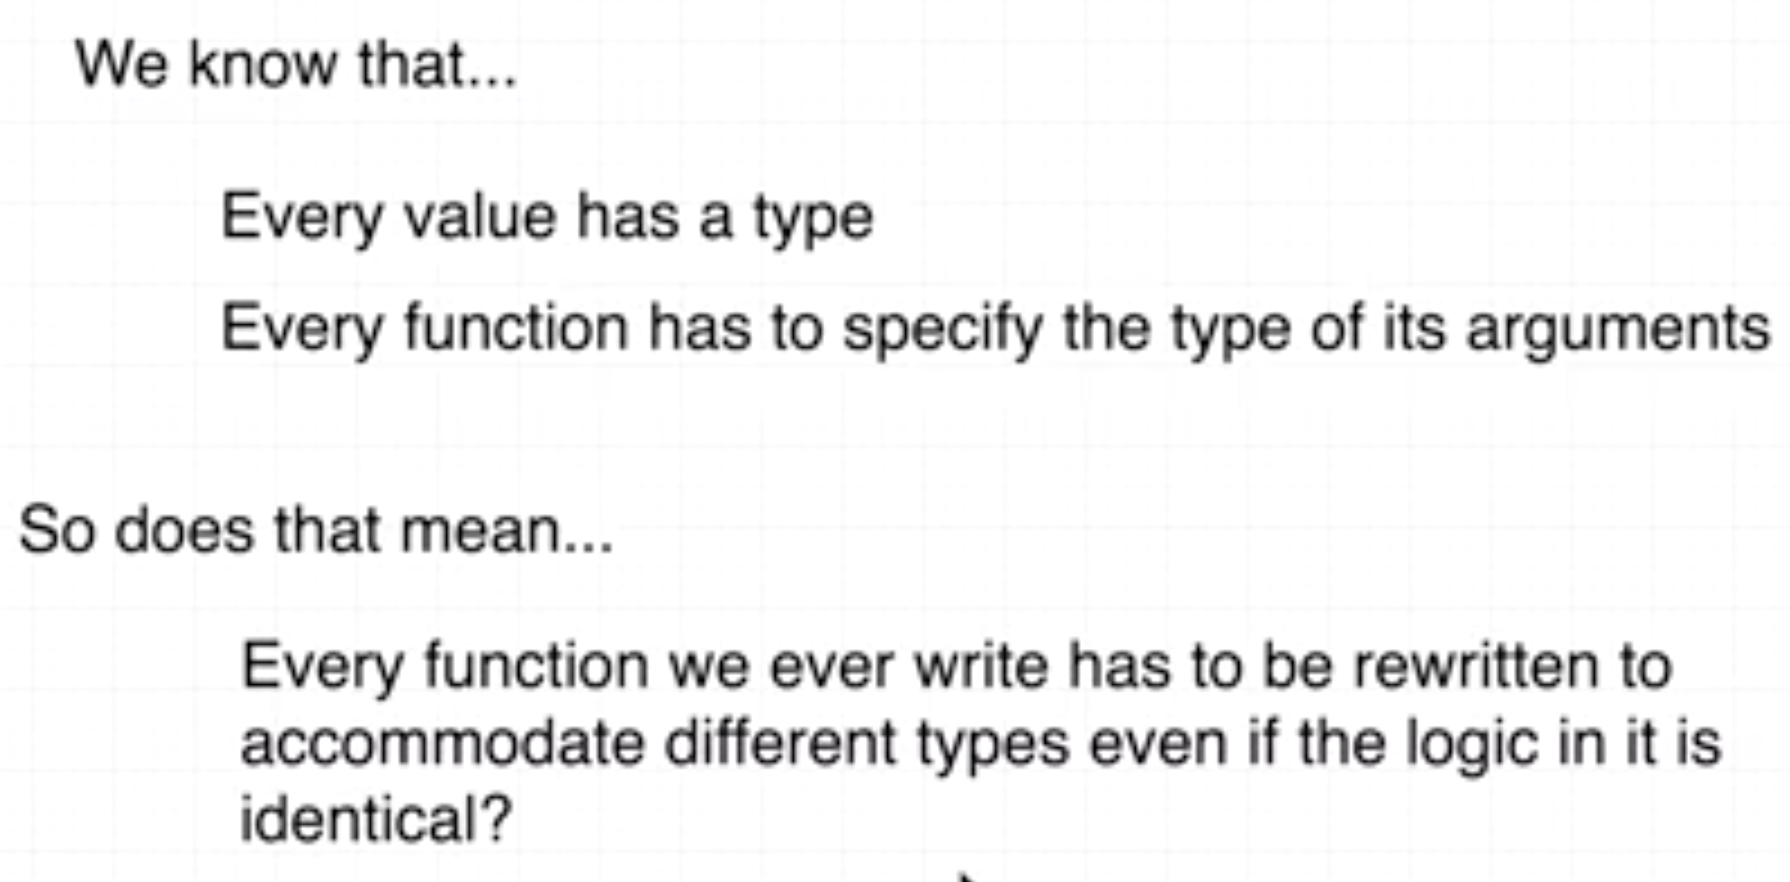 We know that...
Every value has a type
Every function has to specify the type of its arguments
So does that mean...
Every function we ever write has to be rewritten to
accommodate different types even if the logic in it is
identical?